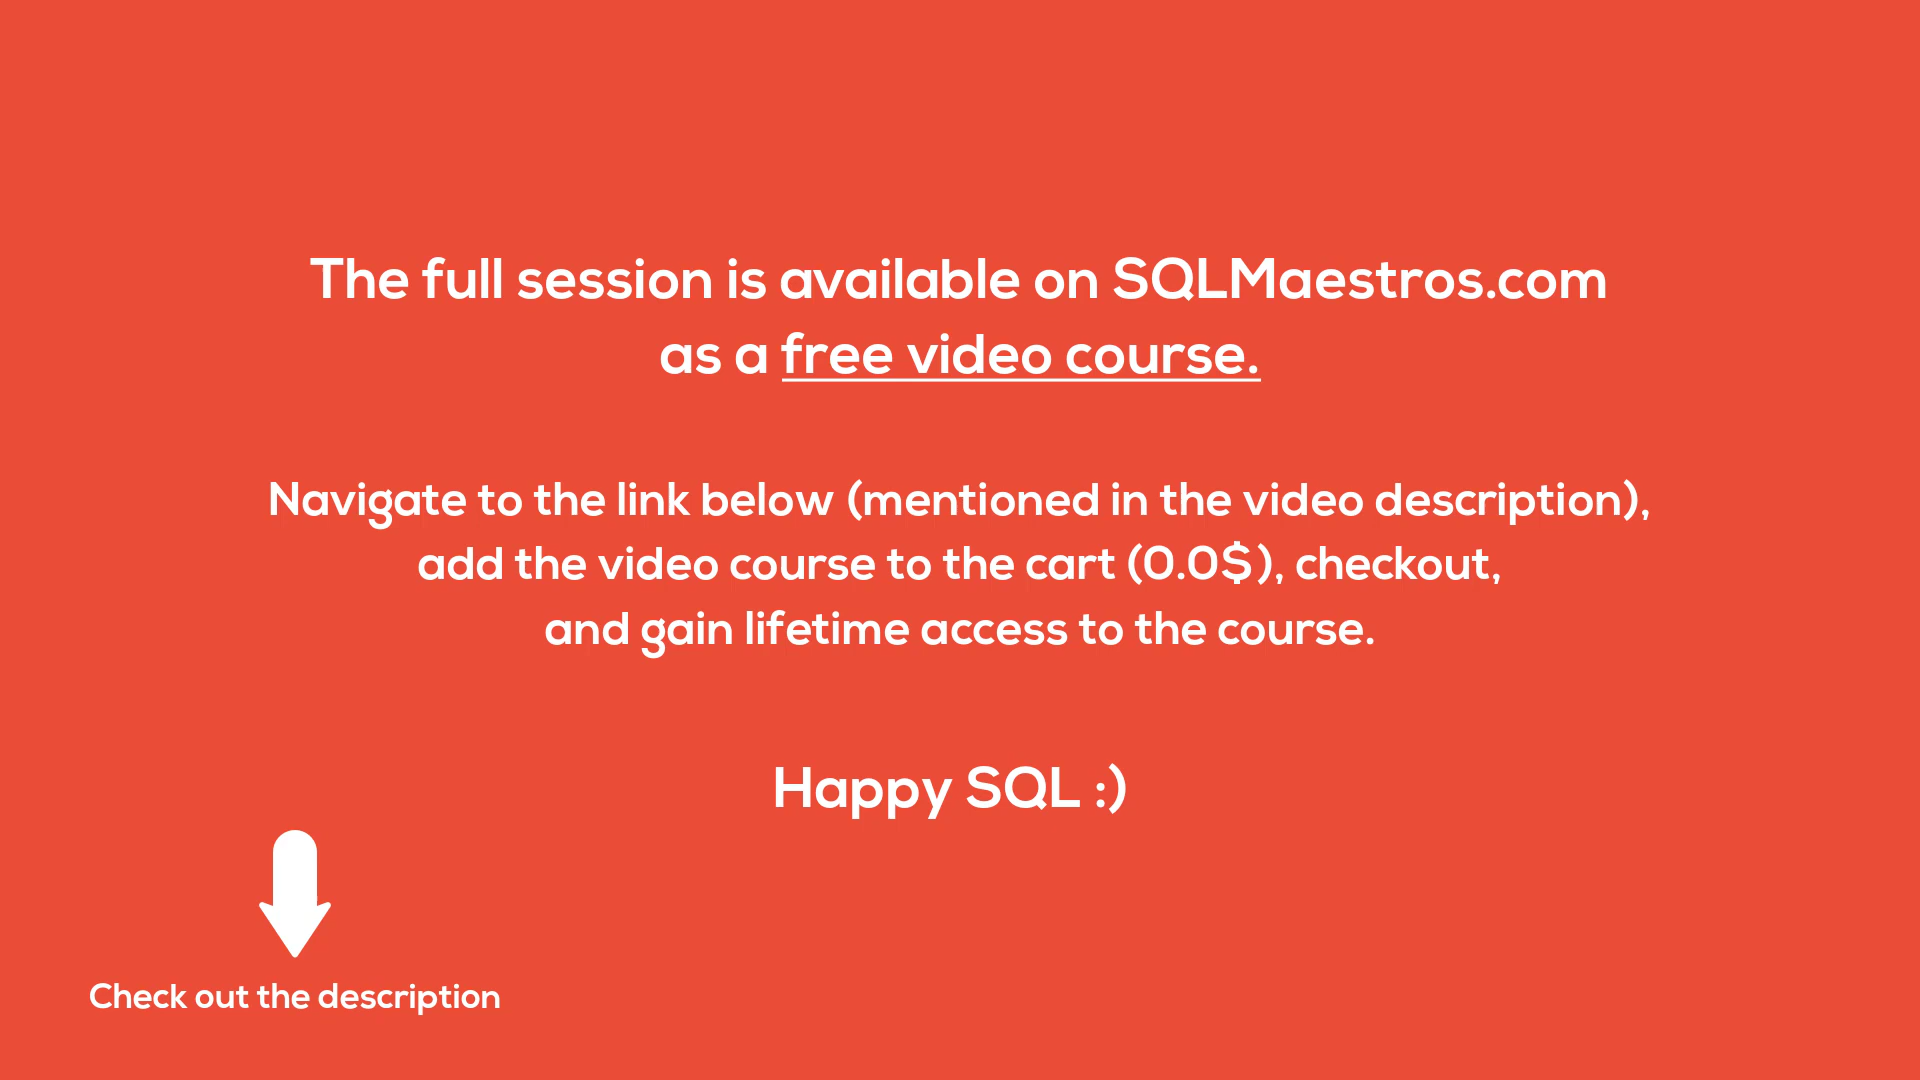 The full session is available on SQLMaestros.com
as a free video course.
Navigate to the link below (mentioned in the video description),
add the video course to the cart (0.0$), checkout,
and gain lifetime access to the course.
Happy SQL :)
Check out the description